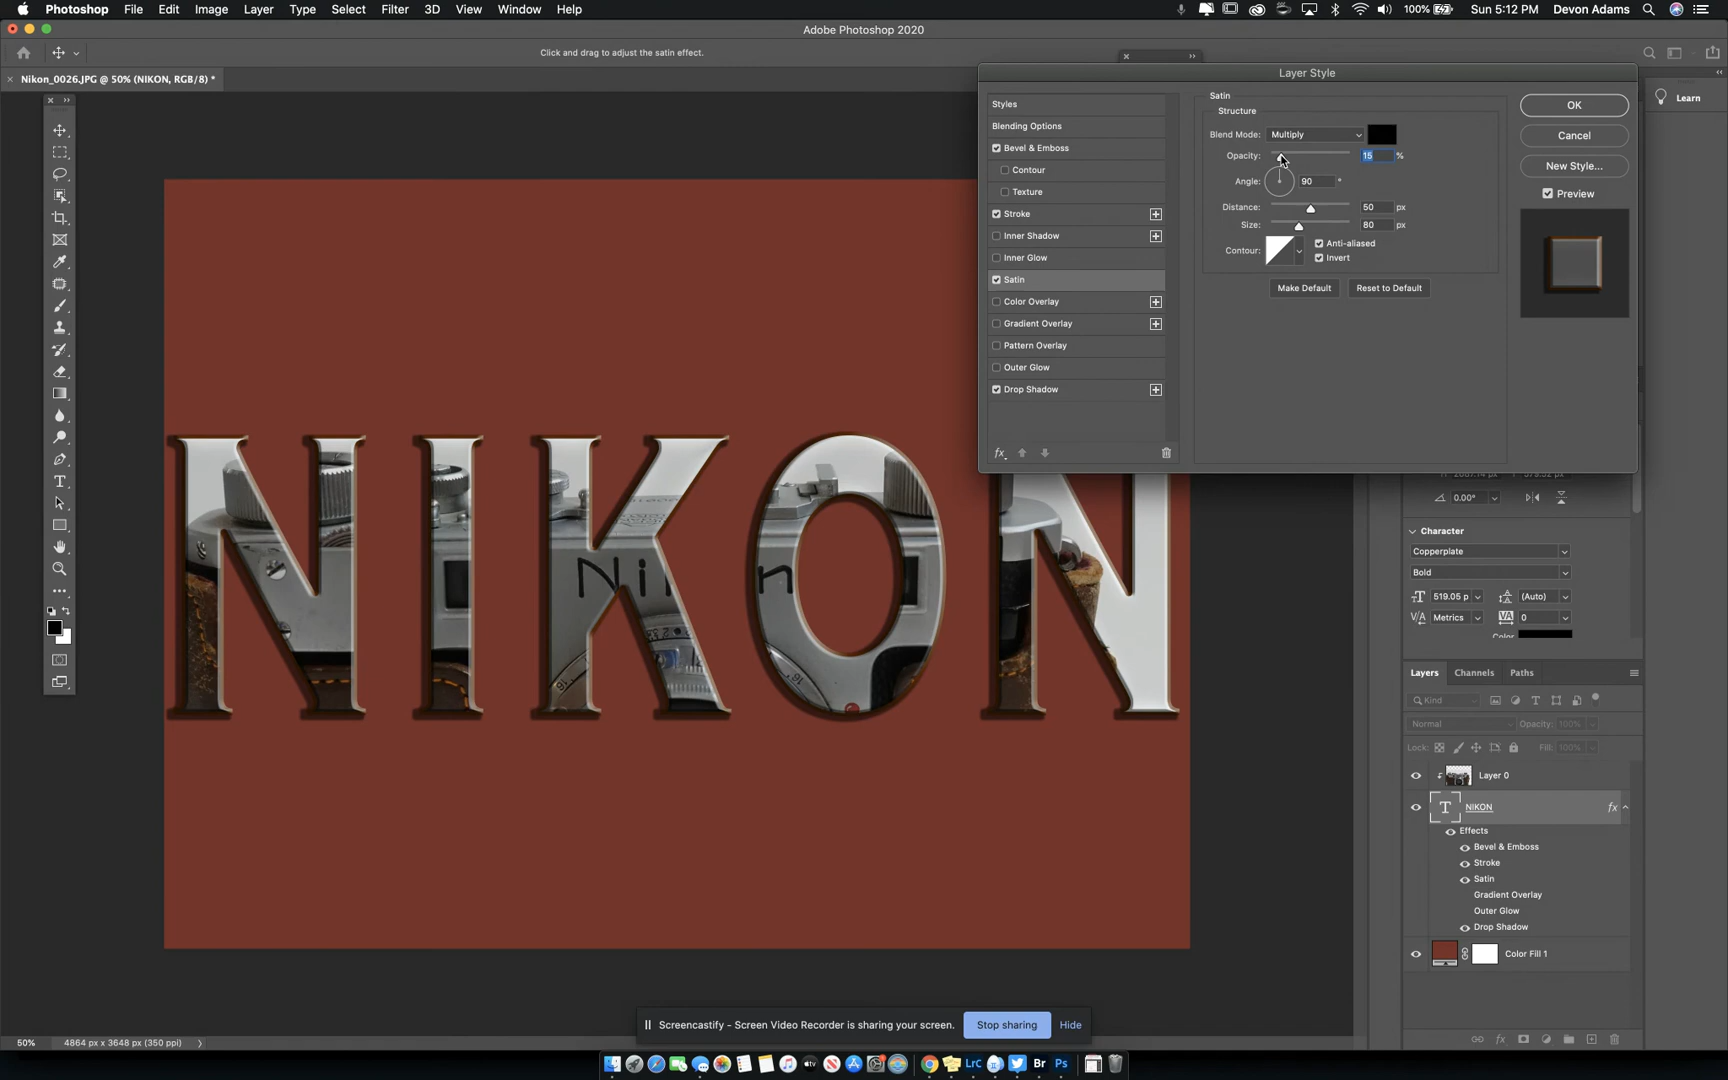 Photoshop File Edit Image Layer Type Select Filter 3D View Window Help 100% Sun 5:12 PM Devon Adams
Adobe Photoshop 2020
Click and drag to adjust the satin effect.
Nikon_0026.JPG @ 50% (NIKON, RGB/8) *
Learn
Layer Style
Styles
Blending Options
Bevel & Emboss
Contour
Texture
Stroke
Inner Shadow
Inner Glow
Satin
Color Overlay
Gradient Overlay
Pattern Overlay
Outer Glow
Drop Shadow
fx
Satin
Structure
Blend Mode: Multiply
Opacity: 15 %
Angle: 90 °
Distance: 50 px
Size: 80 px
Contour: Anti-aliased
Invert
Make Default Reset to Default
OK
Cancel
New Style...
Preview
NIKON
0.00°
Character
Copperplate
Bold
519.05 p (Auto)
Metrics 0
Color
Layers Channels Paths
Kind
Normal Opacity: 100%
Lock: Fill: 100%
Layer 0
NIKON fx
Effects
Bevel & Emboss
Stroke
Satin
Gradient Overlay
Outer Glow
Drop Shadow
Color Fill 1
Screencastify - Screen Video Recorder is sharing your screen. Stop sharing Hide
50% 4864 px x 3648 px (350 ppi)
LrC Br Ps